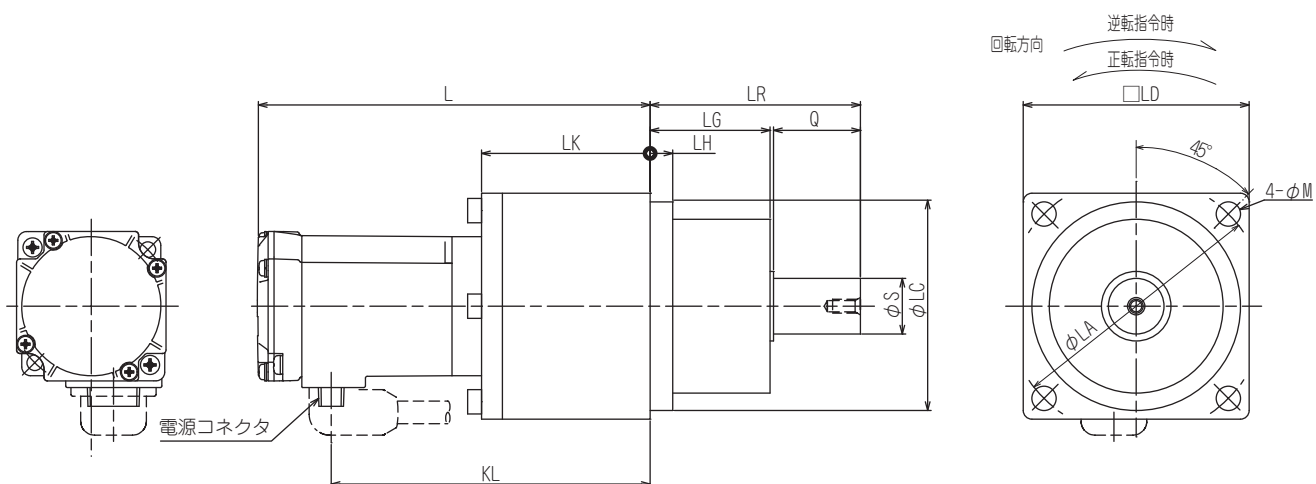 逆転指令時
回転方向
正転指令時
L
LR
□LD
LG
Q
LK
LH
45°
4-φM
φS
φLC
φLA
電源コネクタ
KL